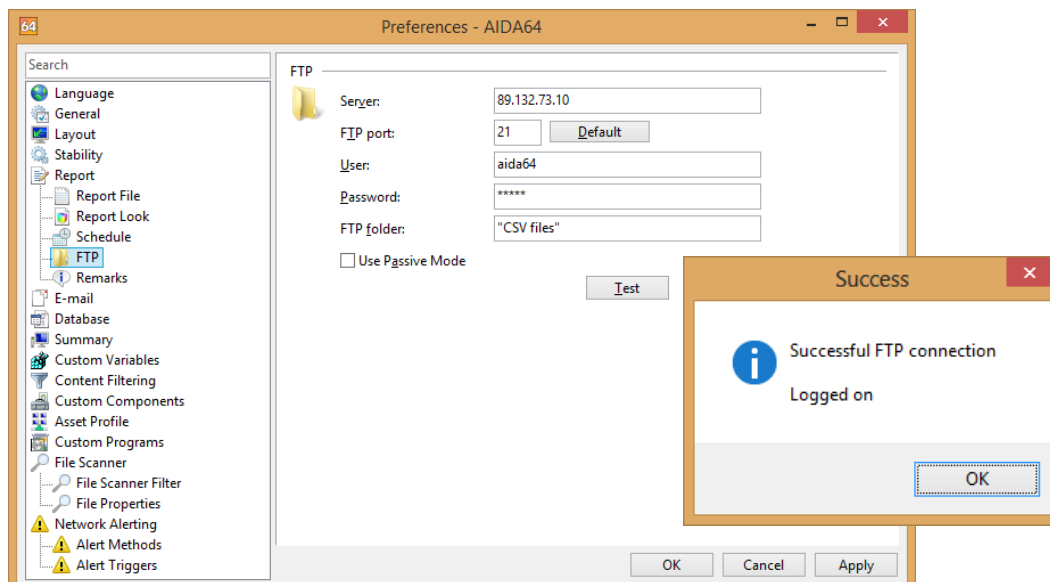 64
Preferences - AIDA64
Search
Language
General
Layout
Stability
Report
Report File
Report Look
Schedule
FTP
Remarks
E-mail
Database
Summary
Custom Variables
Content Filtering
Custom Components
Asset Profile
Custom Programs
File Scanner
File Scanner Filter
File Properties
Network Alerting
Alert Methods
Alert Triggers
FTP
Server: 89.132.73.10
FTP port: 21 Default
User: aida64
Password: *****
FTP folder: "CSV files"
Use Passive Mode
Test
OK Cancel Apply
Success
Successful FTP connection
Logged on
OK